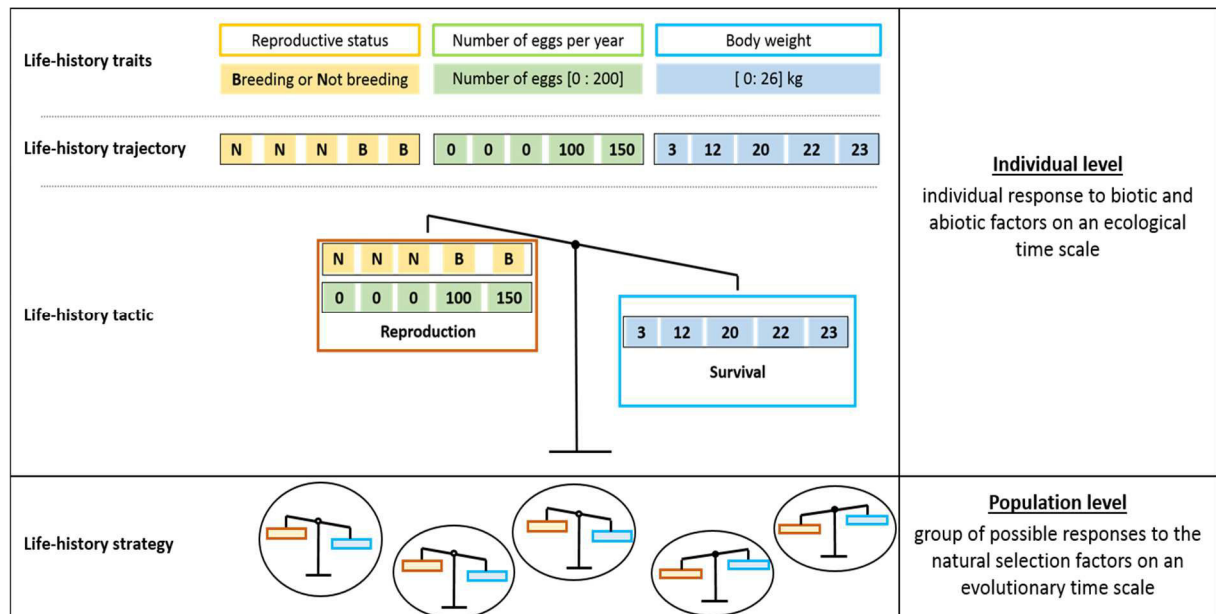 Life-history traits
Reproductive status
Number of eggs per year
Body weight
Breeding or Not breeding
Number of eggs [0 : 200]
[ 0: 26] kg
Life-history trajectory
N N N B B
0 0 0 100 150
3 12 20 22 23
Life-history tactic
N N N B B
0 0 0 100 150
Reproduction
3 12 20 22 23
Survival
Individual level
individual response to biotic and
abiotic factors on an ecological
time scale
Life-history strategy
Population level
group of possible responses to the
natural selection factors on an
evolutionary time scale